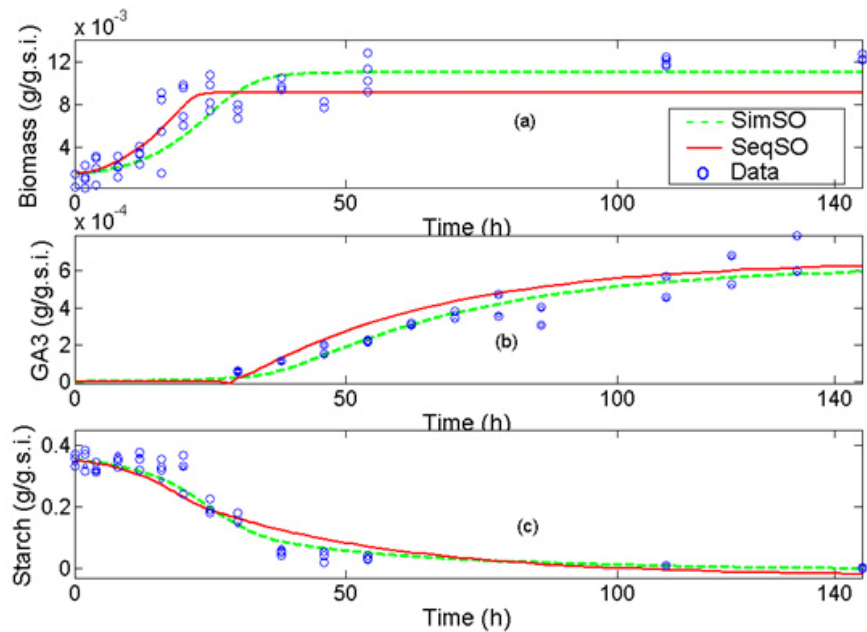 x 10⁻³
12
8
4
Biomass (g/g.s.i.)
(a)
SimSO
SeqSO
Data
0
50
100
140
Time (h)
x 10⁻⁴
6
4
2
0
GA3 (g/g.s.i.)
(b)
0
50
100
140
Time (h)
0.4
0.2
0
Starch (g/g.s.i.)
(c)
0
50
100
140
Time (h)